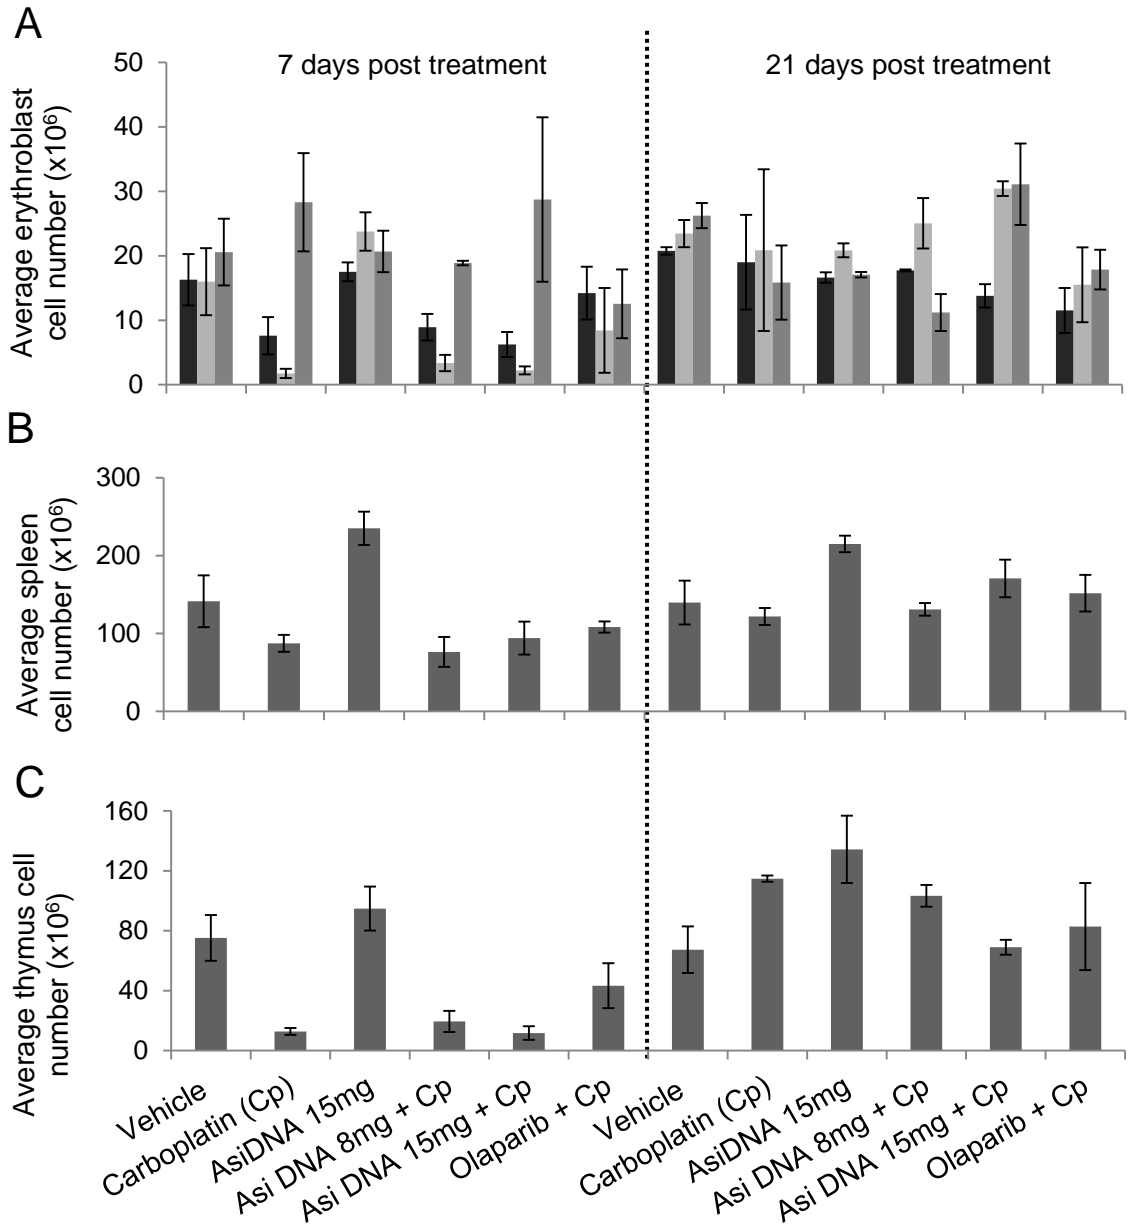 A
7 days post treatment
21 days post treatment
Average erythroblast
cell number (x10⁶)
50
40
30
20
10
0
B
Average spleen
cell number (x10⁶)
300
200
100
0
C
Average thymus cell
number (x10⁶)
160
120
80
40
0
Vehicle
Carboplatin (Cp)
AsiDNA 15mg
Asi DNA 8mg + Cp
Asi DNA 15mg + Cp
Olaparib + Cp
Vehicle
Carboplatin (Cp)
AsiDNA 15mg
Asi DNA 8mg + Cp
Asi DNA 15mg + Cp
Olaparib + Cp